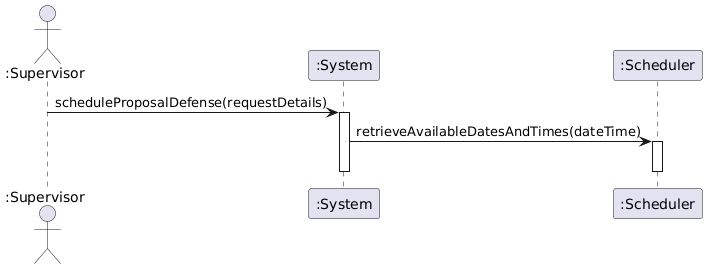 :Supervisor
:System
:Scheduler
scheduleProposalDefense(requestDetails)
retrieveAvailableDatesAndTimes(dateTime)
:Supervisor
:System
:Scheduler